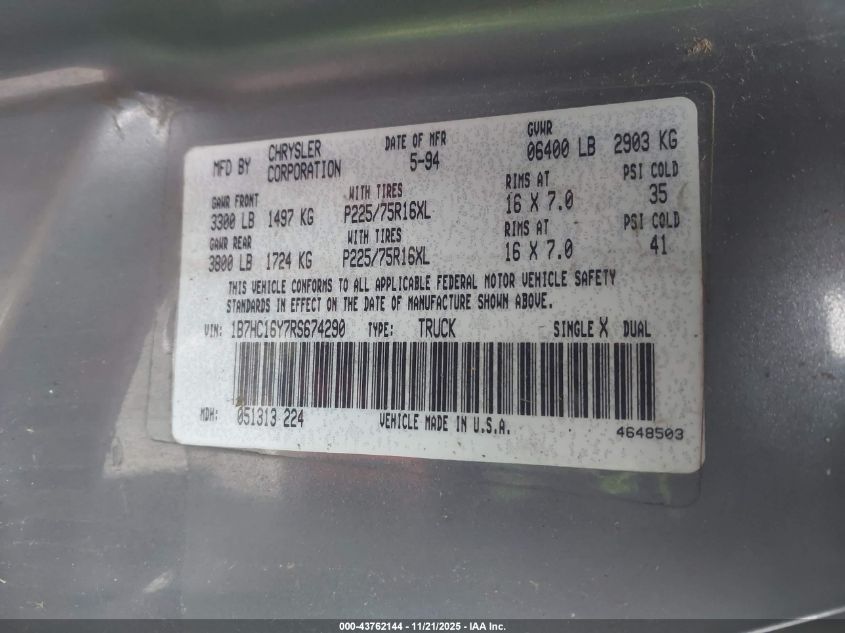 MFD BY CHRYSLER CORPORATION DATE OF MFR 5-94 GVWR 06400 LB 2903 KG
GAWR FRONT WITH TIRES RIMS AT PSI COLD
3300 LB 1497 KG P225/75R16XL 16 X 7.0 35
GAWR REAR WITH TIRES RIMS AT PSI COLD
3800 LB 1724 KG P225/75R16XL 16 X 7.0 41
THIS VEHICLE CONFORMS TO ALL APPLICABLE FEDERAL MOTOR VEHICLE SAFETY
STANDARDS IN EFFECT ON THE DATE OF MANUFACTURE SHOWN ABOVE.
VIN: 1B7HC16Y7RS674290 TYPE: TRUCK SINGLE X DUAL
MDH: 051313 224 VEHICLE MADE IN U.S.A. 4648503
000-43762144 - 11/21/2025 - IAA Inc.